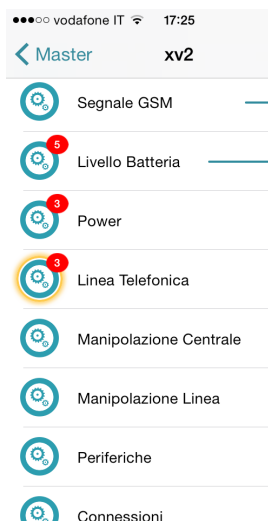 vodafone IT 17:25
Master xv2
Segnale GSM
5
Livello Batteria
3
Power
3
Linea Telefonica
Manipolazione Centrale
Manipolazione Linea
Periferiche
Connessioni